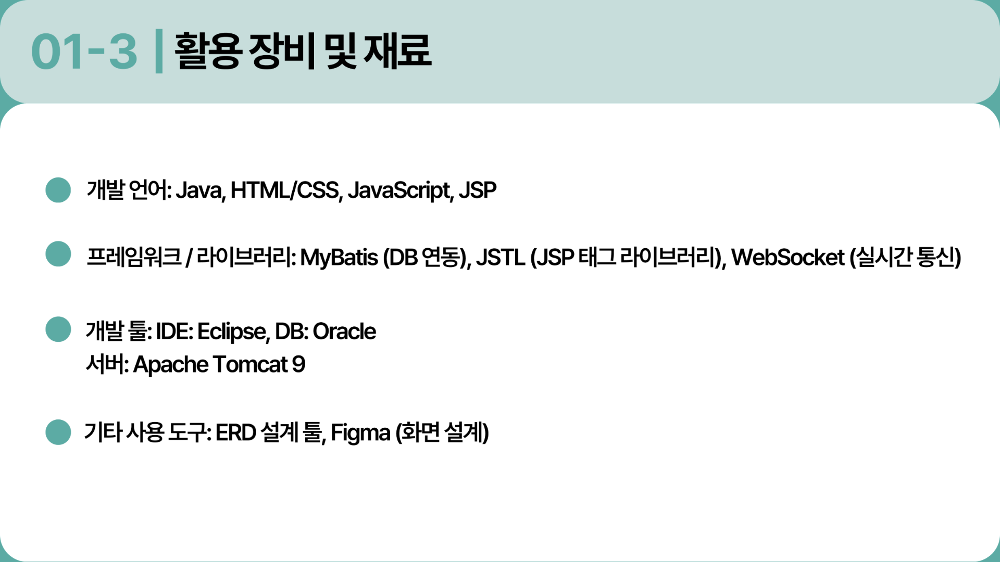 01-3 | 활용 장비 및 재료
개발 언어: Java, HTML/CSS, JavaScript, JSP
프레임워크 / 라이브러리: MyBatis (DB 연동), JSTL (JSP 태그 라이브러리), WebSocket (실시간 통신)
개발 툴: IDE: Eclipse, DB: Oracle
서버: Apache Tomcat 9
기타 사용 도구: ERD 설계 툴, Figma (화면 설계)